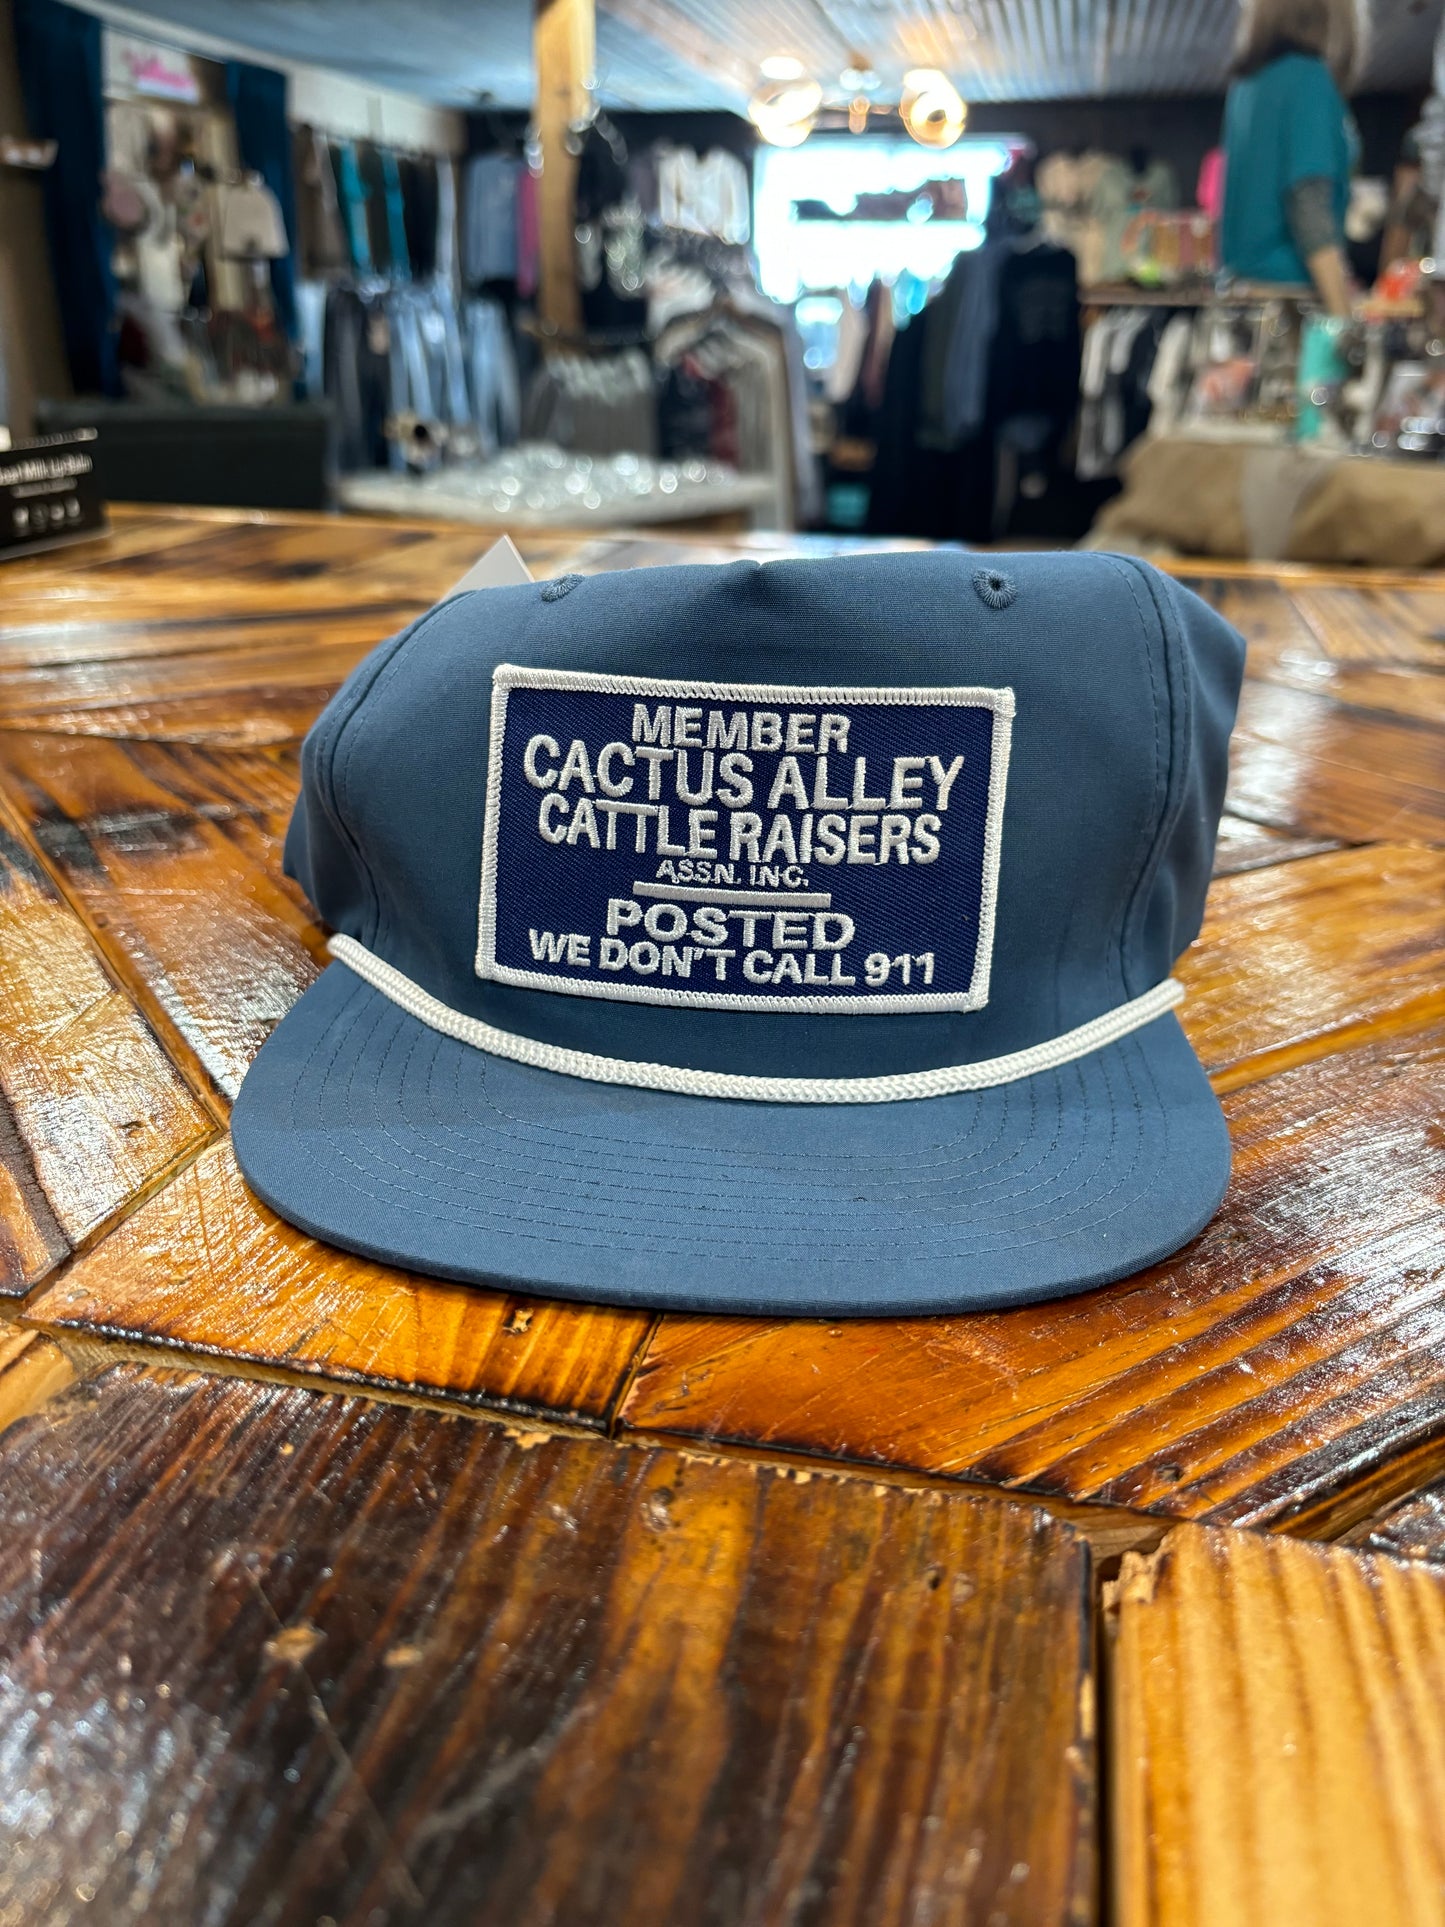 MEMBER
CACTUS ALLEY
CATTLE RAISERS
ASSN. INC.
POSTED
WE DON'T CALL 911